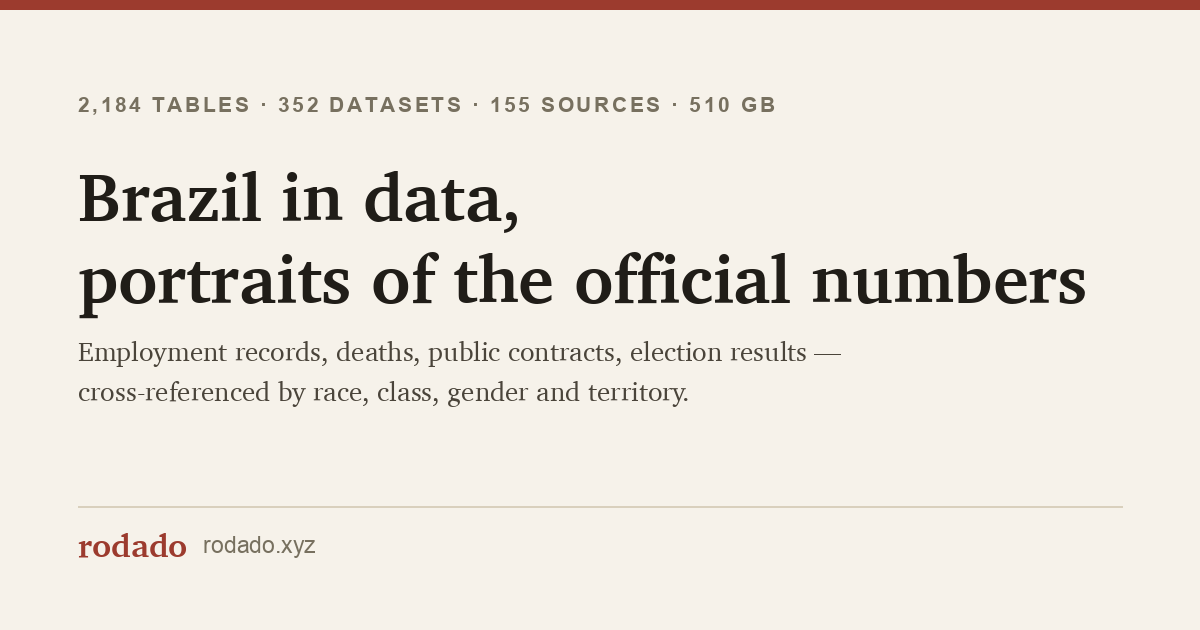 2,184 TABLES · 352 DATASETS · 155 SOURCES · 510 GB
Brazil in data,
portraits of the official numbers
Employment records, deaths, public contracts, election results —
cross-referenced by race, class, gender and territory.
rodado rodado.xyz